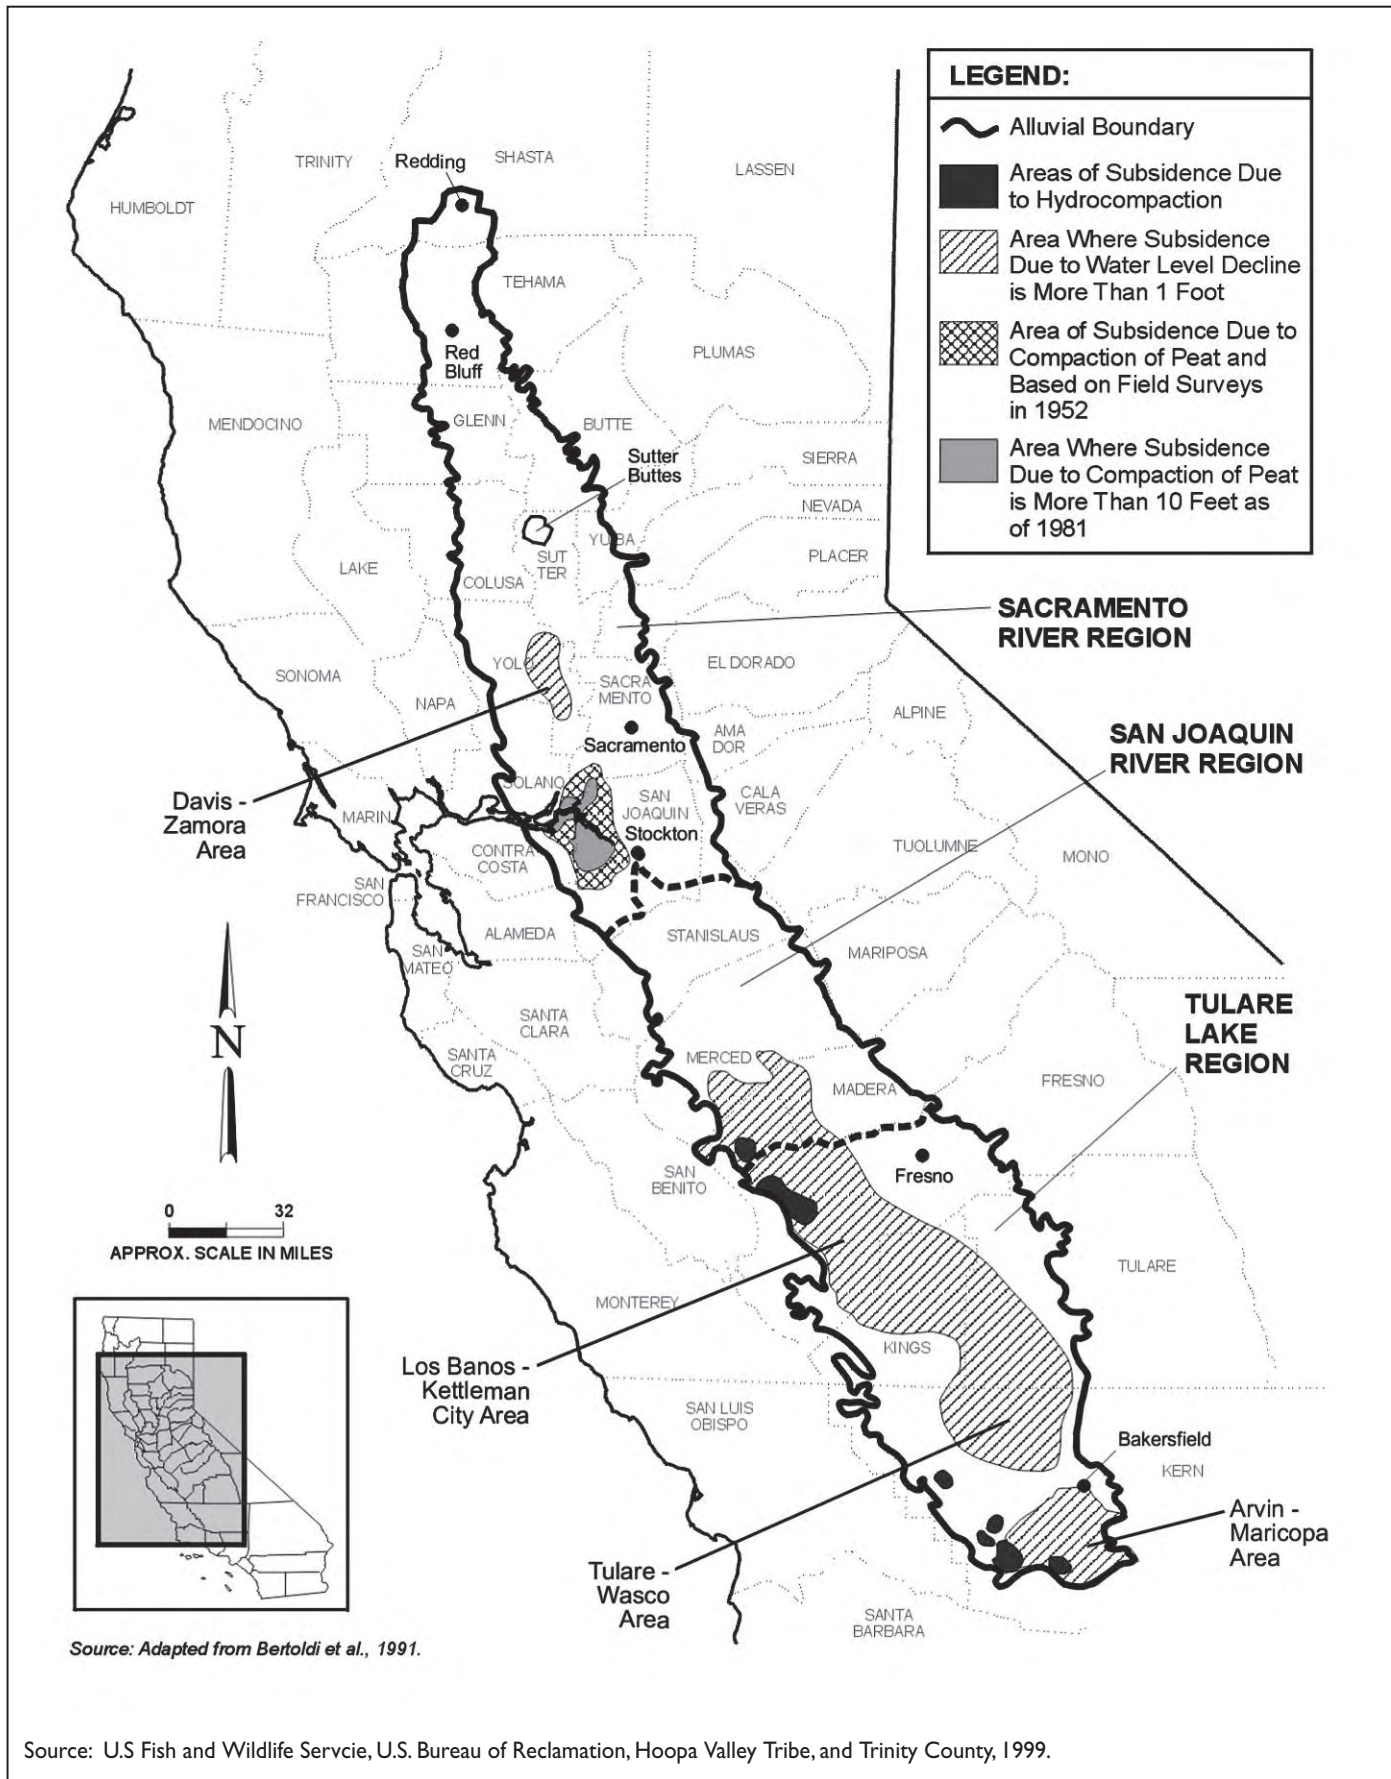 LEGEND:
Alluvial Boundary
Areas of Subsidence Due
to Hydrocompaction
Area Where Subsidence
Due to Water Level Decline
is More Than 1 Foot
Area of Subsidence Due to
Compaction of Peat and
Based on Field Surveys
in 1952
Area Where Subsidence
Due to Compaction of Peat
is More Than 10 Feet as
of 1981
TRINITY
Redding
SHASTA
LASSEN
HUMBOLDT
TEHAMA
Red
Bluff
PLUMAS
MENDOCINO
GLENN
BUTTE
Sutter
Buttes
SIERRA
NEVADA
YUBA
PLACER
LAKE
COLUSA
SUT
TER
SACRAMENTO
RIVER REGION
SONOMA
NAPA
YOLO
SACRA
MENTO
EL DORADO
ALPINE
Sacramento
AMA
DOR
SAN JOAQUIN
RIVER REGION
Davis -
Zamora
Area
MARIN
SOLANO
SAN
JOAQUIN
CALA
VERAS
Stockton
CONTRA
COSTA
TUOLUMNE
MONO
SAN
FRANCISCO
ALAMEDA
STANISLAUS
MARIPOSA
SAN
MATEO
SANTA
CLARA
SANTA
CRUZ
TULARE
LAKE
REGION
N
MERCED
MADERA
FRESNO
SAN
BENITO
Fresno
0 32
APPROX. SCALE IN MILES
TULARE
MONTEREY
KINGS
Los Banos -
Kettleman
City Area
SAN LUIS
OBISPO
Bakersfield
KERN
Arvin -
Maricopa
Area
Tulare -
Wasco
Area
SANTA
BARBARA
Source: Adapted from Bertoldi et al., 1991.
Source: U.S Fish and Wildlife Servcie, U.S. Bureau of Reclamation, Hoopa Valley Tribe, and Trinity County, 1999.